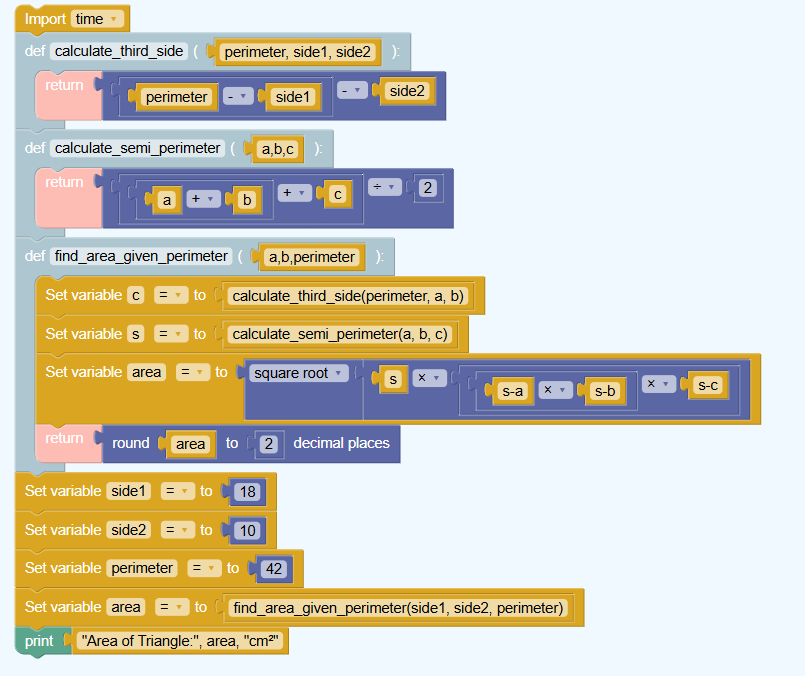 Import time
def calculate_third_side ( perimeter, side1, side2 ):
return perimeter - side1 - side2
def calculate_semi_perimeter ( a,b,c ):
return a + b + c ÷ 2
def find_area_given_perimeter ( a,b,perimeter ):
Set variable c = to calculate_third_side(perimeter, a, b)
Set variable s = to calculate_semi_perimeter(a, b, c)
Set variable area = to square root s × s-a × s-b × s-c
return round area to 2 decimal places
Set variable side1 = to 18
Set variable side2 = to 10
Set variable perimeter = to 42
Set variable area = to find_area_given_perimeter(side1, side2, perimeter)
print "Area of Triangle:", area, "cm²"